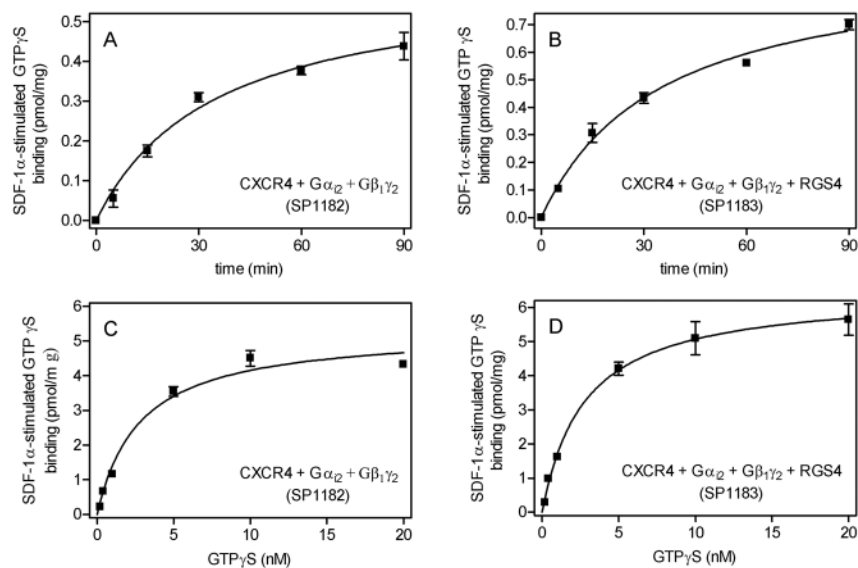 A
SDF-1α-stimulated GTPγS
binding (pmol/mg)
0.5
0.4
0.3
0.2
0.1
0.0
CXCR4 + Gαi2 + Gβ1γ2
(SP1182)
0 30 60 90
time (min)
B
SDF-1α-stimulated GTP γS
binding (pmol/mg)
0.7
0.6
0.5
0.4
0.3
0.2
0.1
0.0
CXCR4 + Gαi2 + Gβ1γ2 + RGS4
(SP1183)
0 30 60 90
time (min)
C
SDF-1α-stimulated GTP γS
binding (pmol/m g)
6
5
4
3
2
1
0
CXCR4 + Gαi2 + Gβ1γ2
(SP1182)
0 5 10 15 20
GTPγS (nM)
D
SDF-1α-stimulated GTP γS
binding (pmol/mg)
6
5
4
3
2
1
0
CXCR4 + Gαi2 + Gβ1γ2 + RGS4
(SP1183)
0 5 10 15 20
GTPγS (nM)